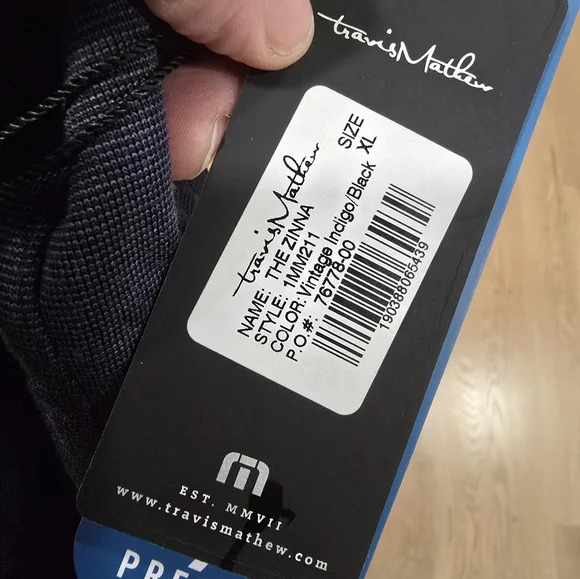 travisMathew
travisMathew
NAME: THE ZINNA
STYLE: 1MM211
COLOR: Vintage Indigo/Black
P.O.#: 76778-00
SIZE
XL
190388065439
EST. MMVII
www.travismathew.com
PRÉ